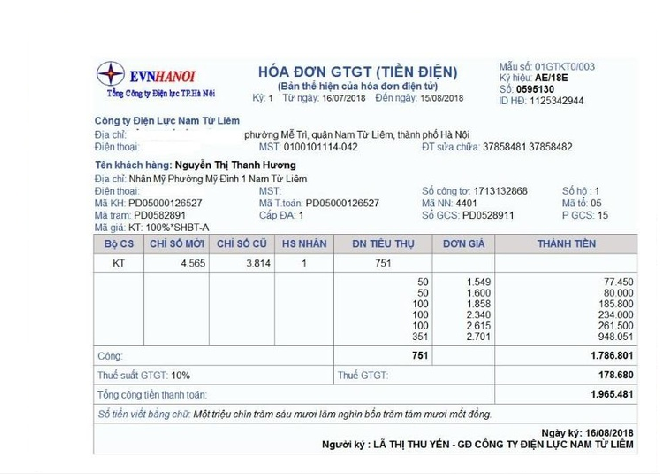 EVNHANOI
Tổng Công ty Điện lực TP.Hà Nội
HÓA ĐƠN GTGT (TIỀN ĐIỆN)
(Bản thể hiện của hóa đơn điện tử)
Kỳ: 1 Từ ngày: 16/07/2018 Đến ngày: 15/08/2018
Mẫu số: 01GTKT0/003
Ký hiệu: AE/18E
Số: 0595130
ID HĐ: 1125342944
Công ty Điện Lực Nam Từ Liêm
Địa chỉ: phường Mễ Trì, quận Nam Từ Liêm, thành phố Hà Nội
Điện thoại: MST: 0100101114-042 ĐT sửa chữa: 37858481 37858482
Tên khách hàng: Nguyễn Thị Thanh Hương
Địa chỉ: Nhân Mỹ Phường Mỹ Đình 1 Nam Từ Liêm
Điện thoại: MST: Số công tơ: 1713132868 Số hộ: 1
Mã KH: PD05000126527 Mã T.toán: PD05000126527 Mã NN: 4401 Mã tổ: 05
Mã trạm: PD0582891 Cấp ĐA: 1 Số GCS: PD0528911 P GCS: 15
Mã giá: KT: 100%*SHBT-A
BỘ CS CHỈ SỐ MỚI CHỈ SỐ CŨ HS NHÂN ĐN TIÊU THỤ ĐƠN GIÁ THÀNH TIỀN
KT 4.565 3.814 1 751
50 1.549 77.450
50 1.600 80.000
100 1.858 185.800
100 2.340 234.000
100 2.615 261.500
351 2.701 948.051
Cộng: 751 1.786.801
Thuế suất GTGT: 10% Thuế GTGT: 178.680
Tổng cộng tiền thanh toán: 1.965.481
Số tiền viết bằng chữ: Một triệu chín trăm sáu mươi lăm nghìn bốn trăm tám mươi mốt đồng.
Ngày ký: 16/08/2018
Người ký : LÃ THỊ THU YẾN - GĐ CÔNG TY ĐIỆN LỰC NAM TỪ LIÊM